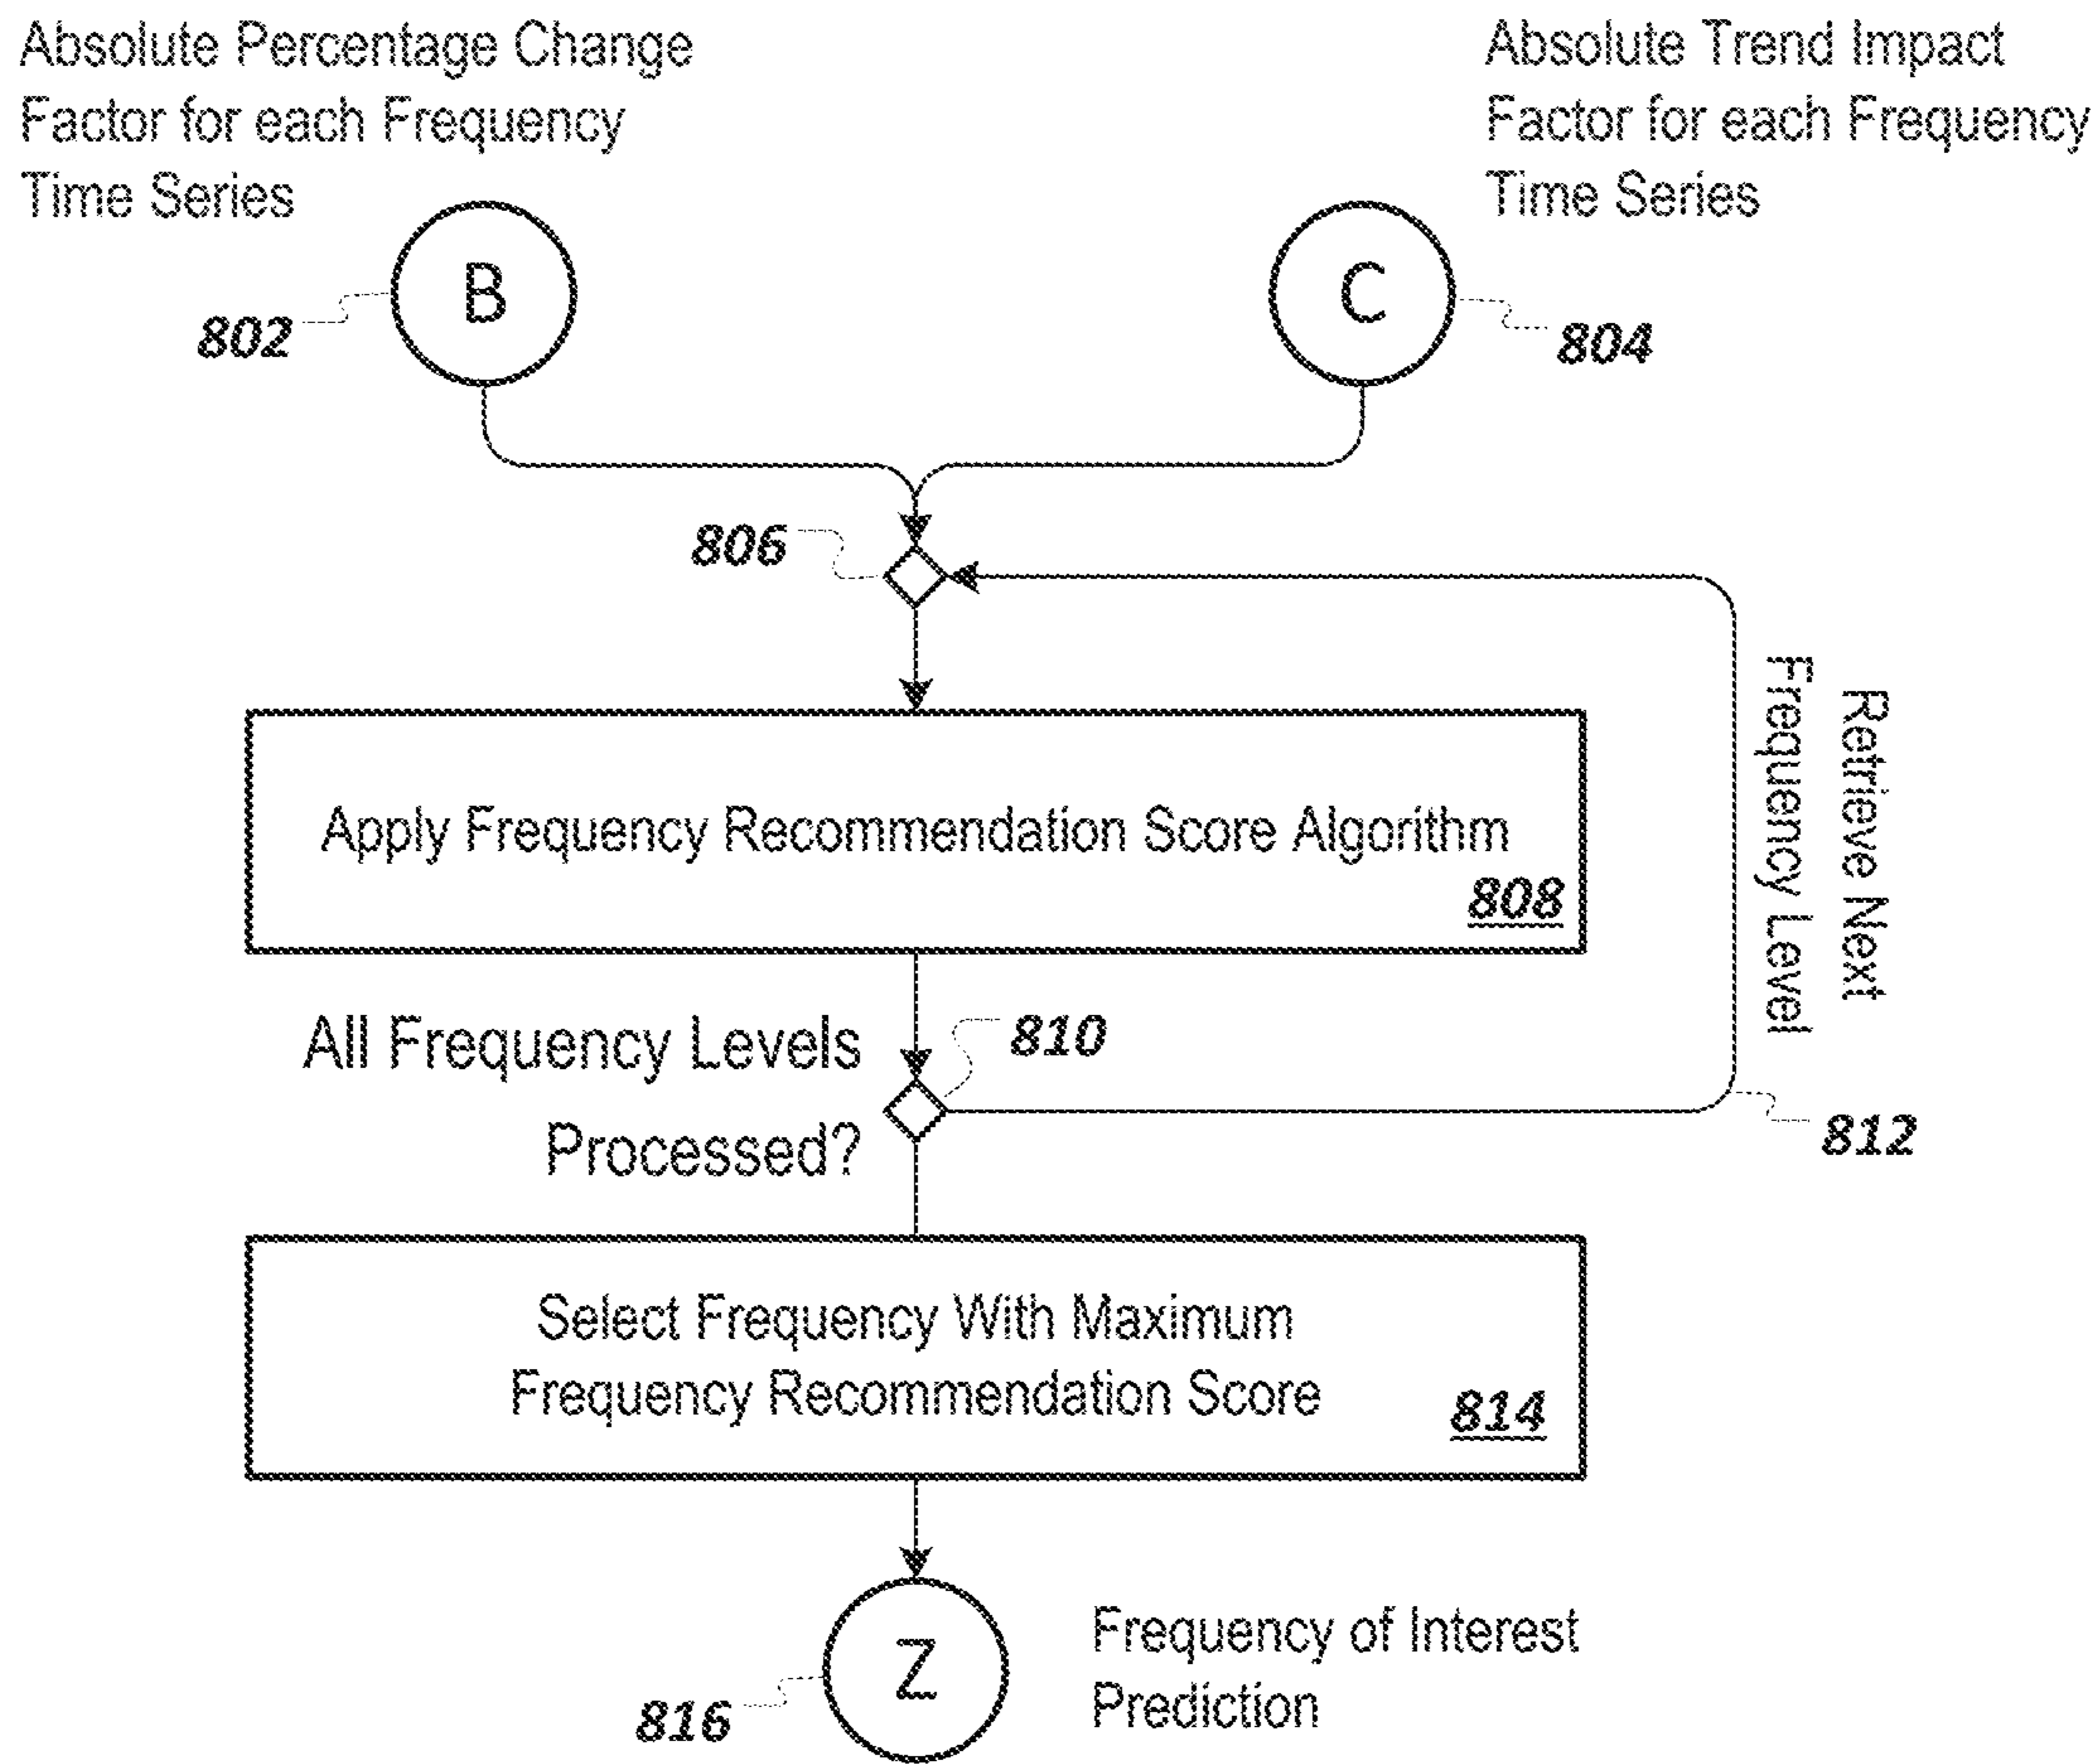 Absolute Percentage Change
Factor for each Frequency
Time Series
Absolute Trend Impact
Factor for each Frequency
Time Series
B
C
802
804
806
Retrieve Next
Frequency Level
Apply Frequency Recommendation Score Algorithm
808
All Frequency Levels
Processed?
810
812
Select Frequency With Maximum
Frequency Recommendation Score
814
Z
Frequency of Interest
Prediction
816